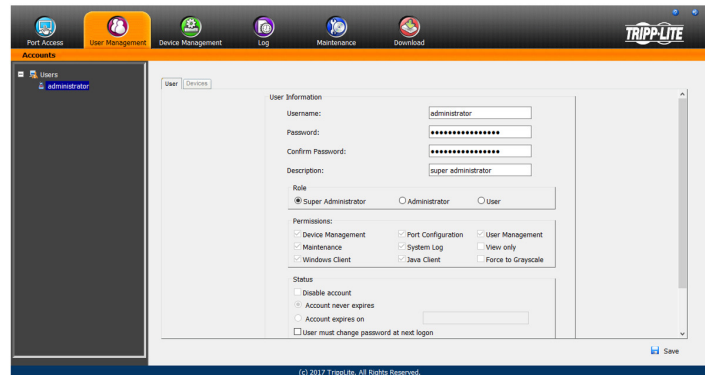 Port Access
User Management
Device Management
Log
Maintenance
Download
TRIPP·LITE
Accounts
Users
administrator
User
Devices
User Information
Username:
administrator
Password:
••••••••••••••••
Confirm Password:
••••••••••••••••
Description:
super administrator
Role
Super Administrator
Administrator
User
Permissions:
Device Management
Port Configuration
User Management
Maintenance
System Log
View only
Windows Client
Java Client
Force to Grayscale
Status
Disable account
Account never expires
Account expires on
User must change password at next logon
Save
(c) 2017 TrippLite. All Rights Reserved.